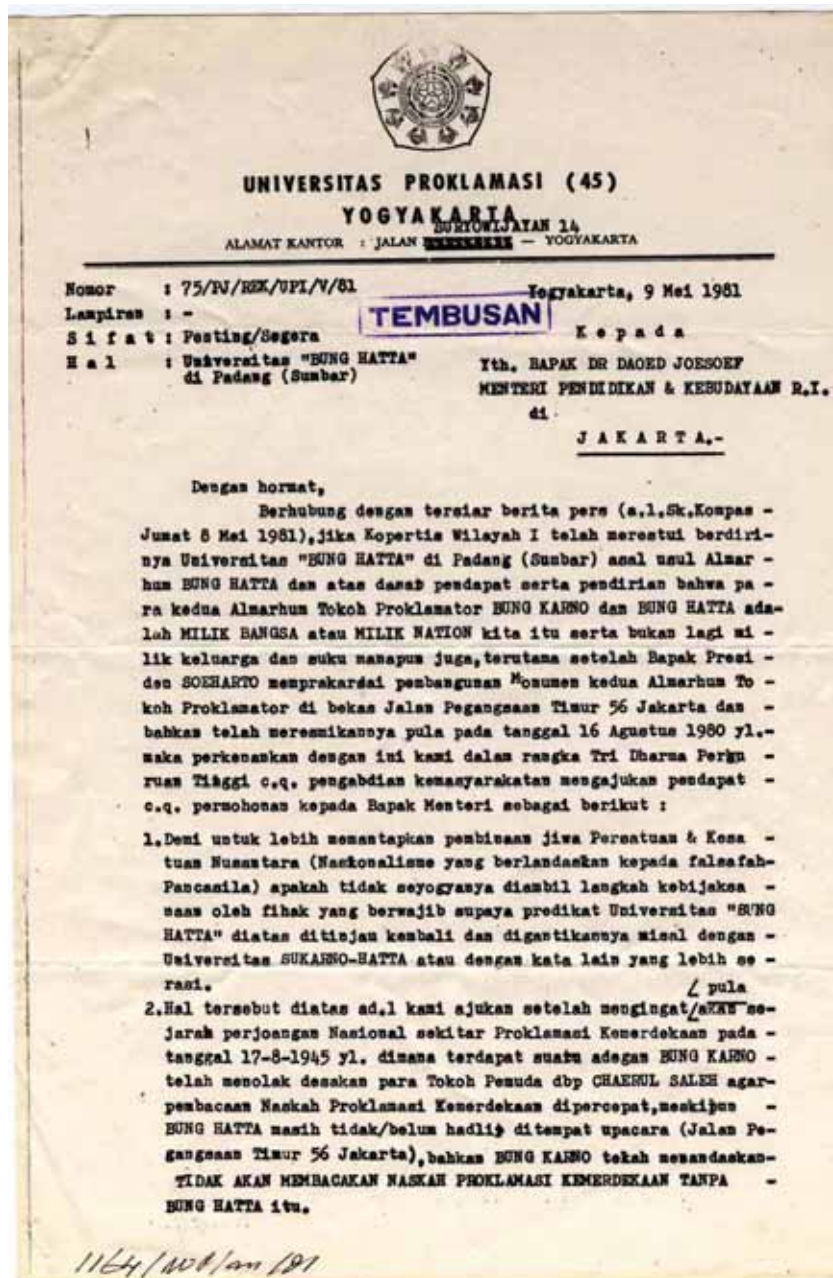 UNIVERSITAS PROKLAMASI (45)
YOGYAKARTA
SURYOWIJAYAN 14
ALAMAT KANTOR : JALAN — YOGYAKARTA
Nomor : 75/PJ/REK/UPI/V/81
Yogyakarta, 9 Mei 1981
Lampiran : -
TEMBUSAN
S i f a t : Penting/Segera
K e p a d a
H a l : Universitas "BUNG HATTA"
di Padang (Sumbar)
Yth. BAPAK DR DAOED JOESOEF
MENTERI PENDIDIKAN & KEBUDAYAAN R.I.
di
J A K A R T A.-
Dengan hormat,
Berhubung dengan tersiar berita pers (a.l.Sk.Kompas -
Jumat 8 Mei 1981),jika Kopertis Wilayah I telah merestui berdiri-
nya Universitas "BUNG HATTA" di Padang (Sumbar) asal usul Almar -
hum BUNG HATTA dan atas dasar pendapat serta pendirian bahwa pa -
ra kedua Almarhum Tokoh Proklamator,BUNG KARNO dan BUNG HATTA ada-
lah MILIK BANGSA atau MILIK NATION kita itu serta bukan lagi mi -
lik keluarga dan suku manapun juga,terutama setelah Bapak Presi -
den SOEHARTO memprakarsai pembangunan Monumen kedua Almarhum To -
koh Proklamator di bekas Jalan Pegangsaan Timur 56 Jakarta dan -
bahkan telah meresmikannya pula pada tanggal 16 Agustus 1980 yl.-
maka perkenankan dengan ini kami dalam rangka Tri Dharma Pergu -
ruan Tinggi c.q. pengabdian kemasyarakatan mengajukan pendapat -
c.q. permohonan kepada Bapak Menteri sebagai berikut :
1.Demi untuk lebih memantapkan pembinaan jiwa Persatuan & Kesa -
tuan Nusantara (Nasionalisme yang berlandaskan kepada falsafah-
Pancasila) apakah tidak seyogyanya diambil langkah kebijaksa -
naan oleh fihak yang berwajib supaya predikat Universitas "BUNG
HATTA" diatas ditinjau kembali dan digantikannya misal dengan -
Universitas SUKARNO-HATTA atau dengan kata lain yang lebih se -
rasi.
pula
2.Hal tersebut diatas ad.1 kami ajukan setelah mengingat/akan se-
jarah perjoangan Nasional sekitar Proklamasi Kemerdekaan pada -
tanggal 17-8-1945 yl. dimana terdapat suatu adegan BUNG KARNO -
telah menolak desakan para Tokoh Pemuda dbp CHAERUL SALEH agar-
pembacaan Naskah Proklamasi Kemerdekaan dipercepat,meskipun -
BUNG HATTA masih tidak/belum hadlir ditempat upacara (Jalan Pe-
gangsaan Timur 56 Jakarta),bahkan BUNG KARNO tekah menandaskan-
TIDAK AKAN MEMBACAKAN NASKAH PROKLAMASI KEMERDEKAAN TANPA -
BUNG HATTA itu.